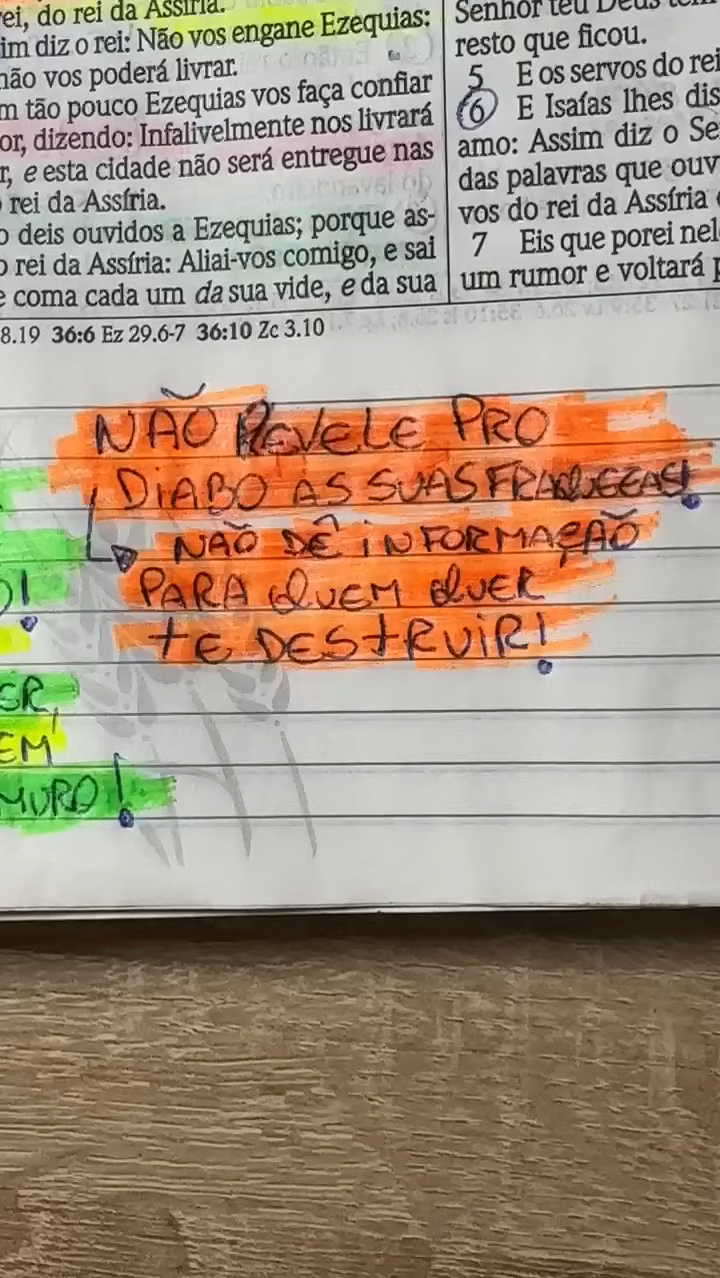 rei, do rei da Assíria.
im diz o rei: Não vos engane Ezequias:
não vos poderá livrar.
m tão pouco Ezequias vos faça confiar
or, dizendo: Infalivelmente nos livrará
r, e esta cidade não será entregue nas
rei da Assíria.
o deis ouvidos a Ezequias; porque as-
o rei da Assíria: Aliai-vos comigo, e sai
e coma cada um da sua vide, e da sua
Senhor teu Deus tem
resto que ficou.
5 E os servos do rei
6 E Isaías lhes dis
amo: Assim diz o Se
das palavras que ouv
vos do rei da Assíria
7 Eis que porei nel
um rumor e voltará p
8.19 36:6 Ez 29.6-7 36:10 Zc 3.10
NÃO REVELE PRO
DIABO AS SUAS FRAQUEZAS!
NÃO DÊ INFORMAÇÃO
PARA QUEM QUER
TE DESTRUIR!
O!
ER,
EM
MURO!